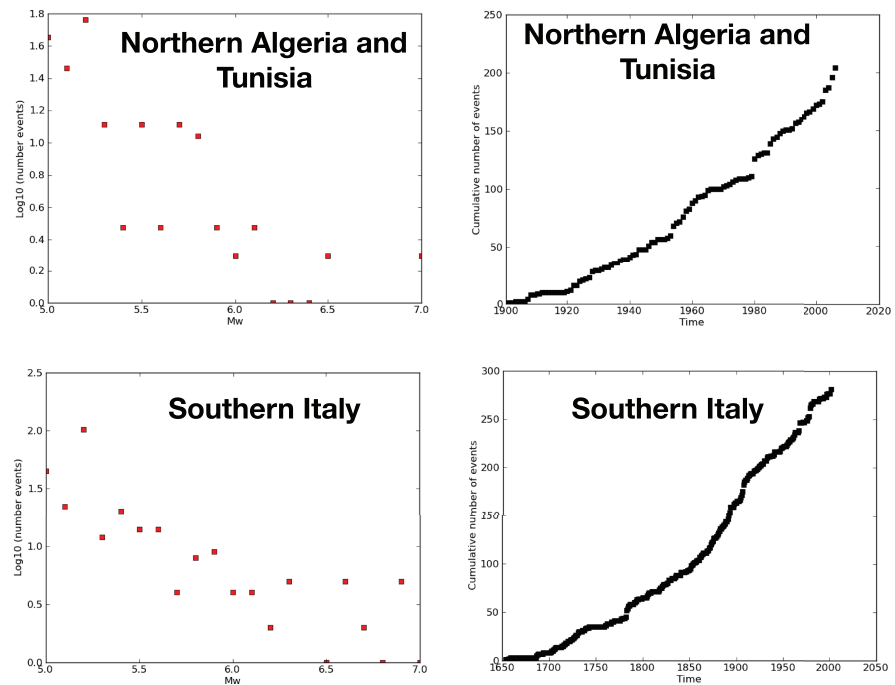 Northern Algeria and
Tunisia
1.8
1.6
1.4
1.2
1.0
0.8
0.6
0.4
0.2
0.0
Log10 (number events)
5.0 5.5 6.0 6.5 7.0
Mw
Northern Algeria and
Tunisia
250
200
150
100
50
0
Cumulative number of events
1900 1920 1940 1960 1980 2000 2020
Time
Southern Italy
2.5
2.0
1.5
1.0
0.5
0.0
Log10 (number events)
5.0 5.5 6.0 6.5 7.0
Mw
Southern Italy
300
250
200
150
100
50
0
Cumulative number of events
1650 1700 1750 1800 1850 1900 1950 2000 2050
Time